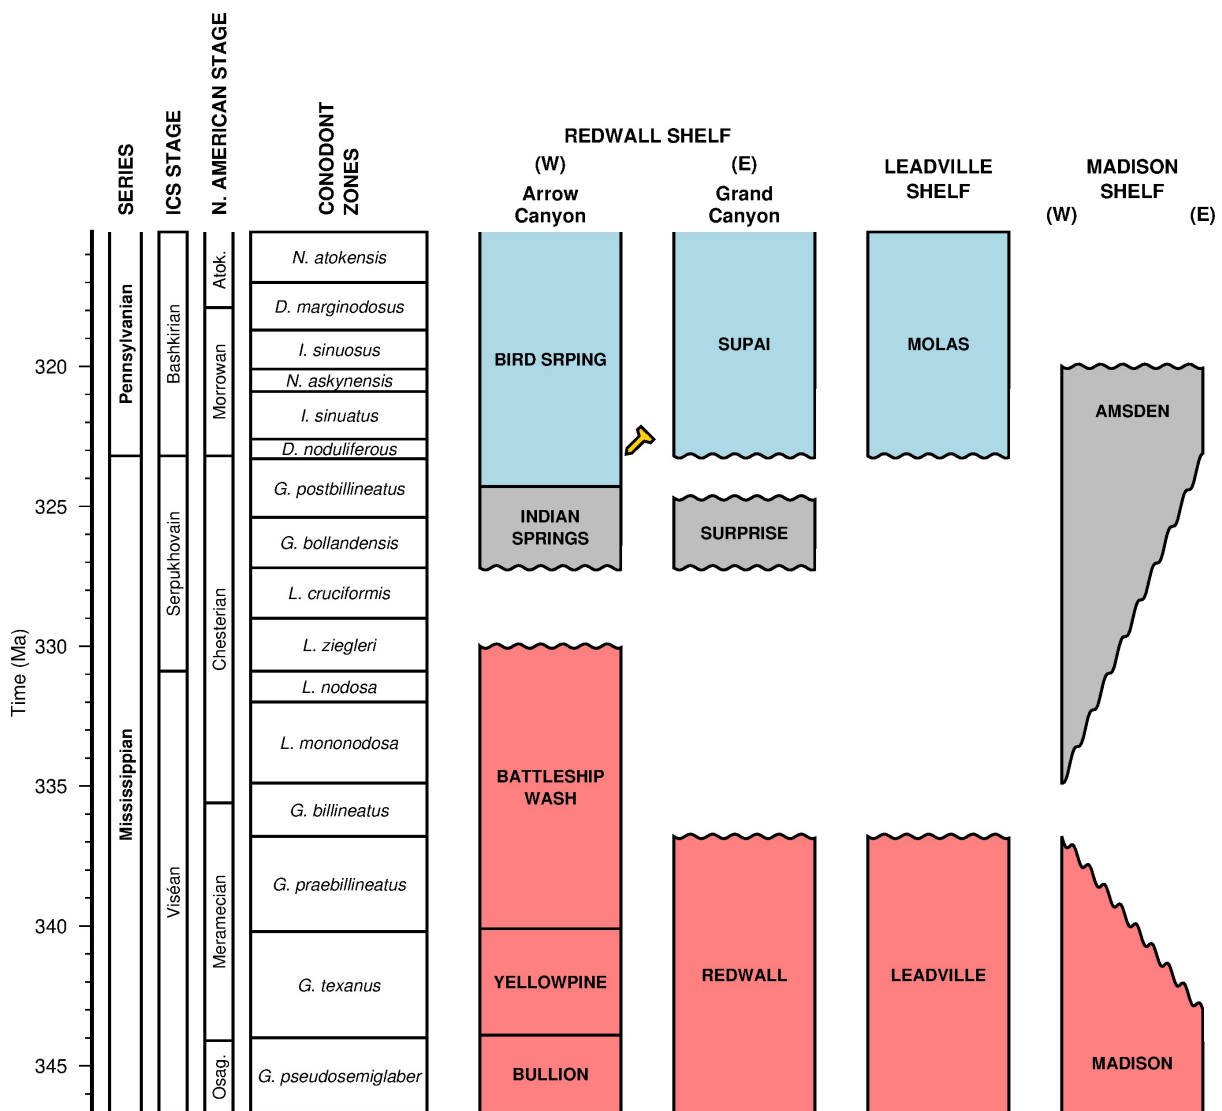 SERIES
ICS STAGE
N. AMERICAN STAGE
CONODONT
ZONES
REDWALL SHELF
(W)
Arrow
Canyon
(E)
Grand
Canyon
LEADVILLE
SHELF
MADISON
SHELF
(W)
(E)
Time (Ma)
320
325
330
335
340
345
Pennsylvanian
Mississippian
Bashkirian
Serpukhovain
Viséan
Atok.
Morrowan
Chesterian
Meramecian
Osag.
N. atokensis
D. marginodosus
I. sinuosus
N. askynensis
I. sinuatus
D. noduliferous
G. postbillineatus
G. bollandensis
L. cruciformis
L. ziegleri
L. nodosa
L. mononodosa
G. billineatus
G. praebillineatus
G. texanus
G. pseudosemiglaber
BIRD SRPING
INDIAN
SPRINGS
BATTLESHIP
WASH
YELLOWPINE
BULLION
SUPAI
SURPRISE
REDWALL
MOLAS
LEADVILLE
AMSDEN
MADISON